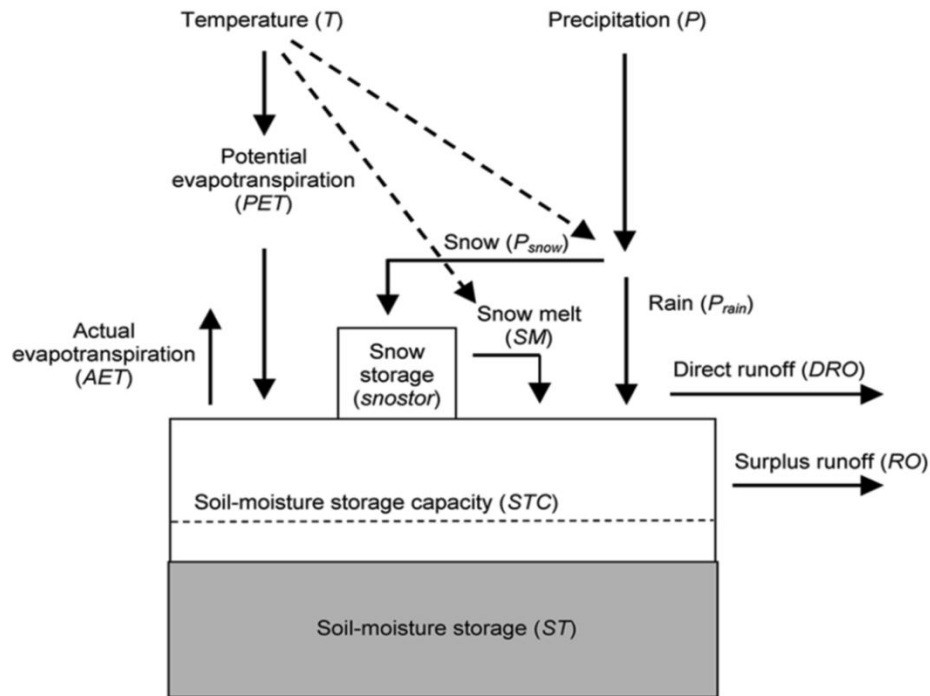 Temperature (T)
Precipitation (P)
Potential
evapotranspiration
(PET)
Snow (Psnow)
Rain (Prain)
Snow melt
(SM)
Actual
evapotranspiration
(AET)
Snow
storage
(snostor)
Direct runoff (DRO)
Surplus runoff (RO)
Soil-moisture storage capacity (STC)
Soil-moisture storage (ST)